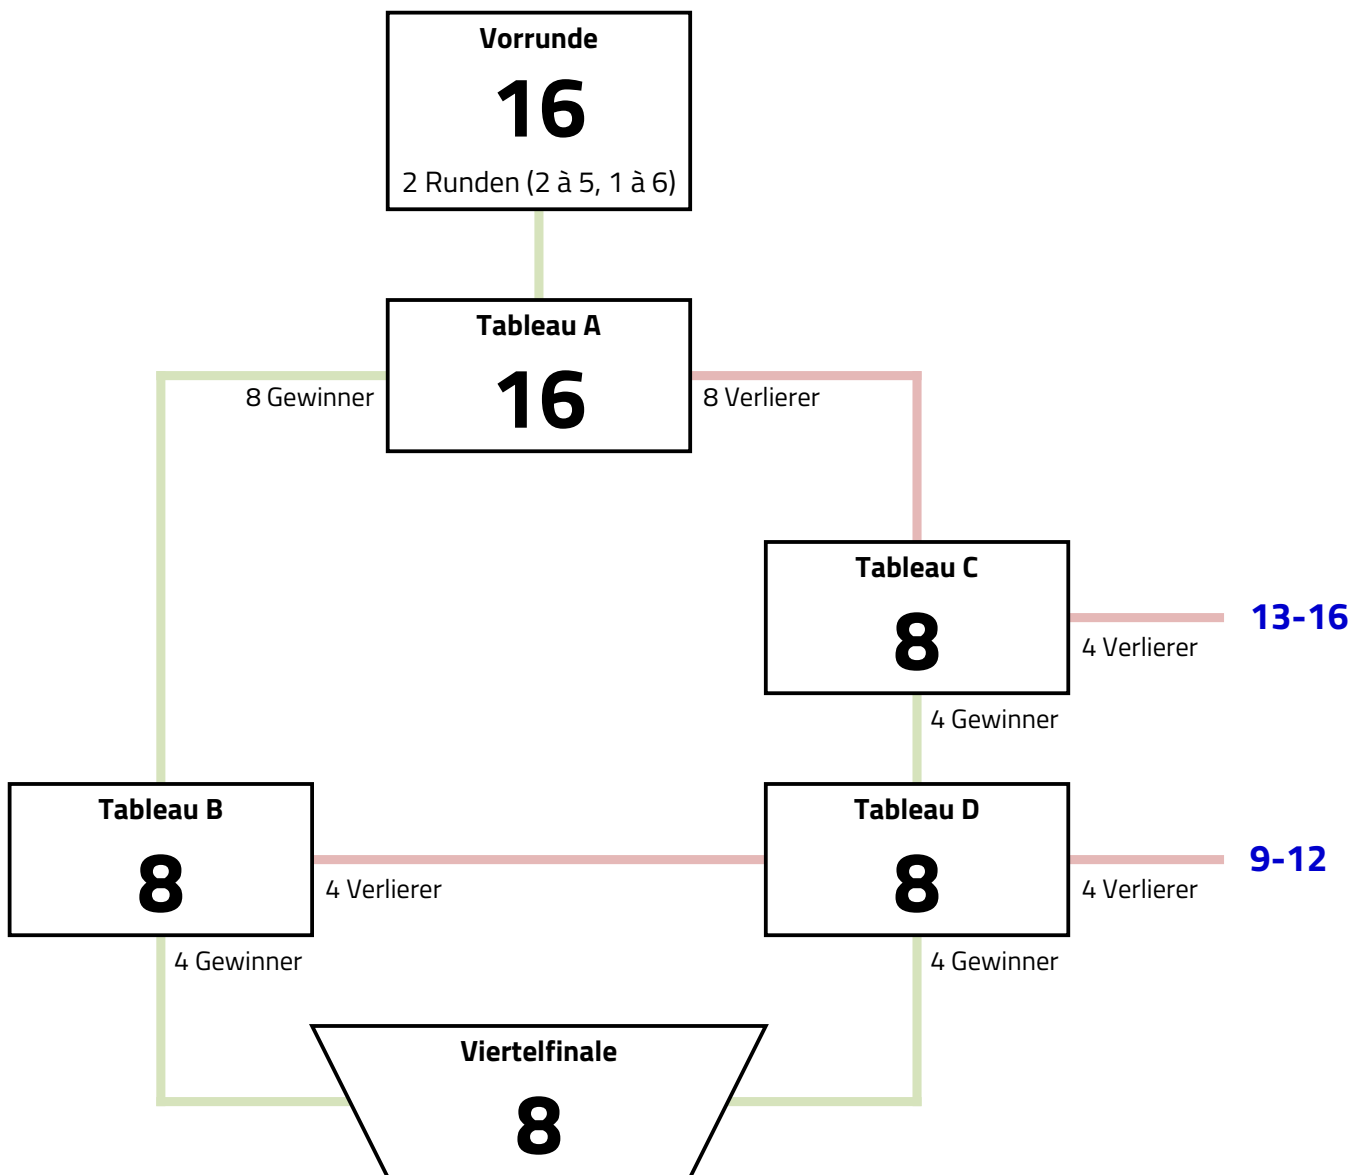 Vorrunde
16
2 Runden (2 à 5, 1 à 6)
Tableau A
16
8 Gewinner
8 Verlierer
Tableau C
8
4 Verlierer
13-16
4 Gewinner
Tableau B
8
4 Verlierer
4 Gewinner
Tableau D
8
4 Verlierer
9-12
4 Gewinner
Viertelfinale
8